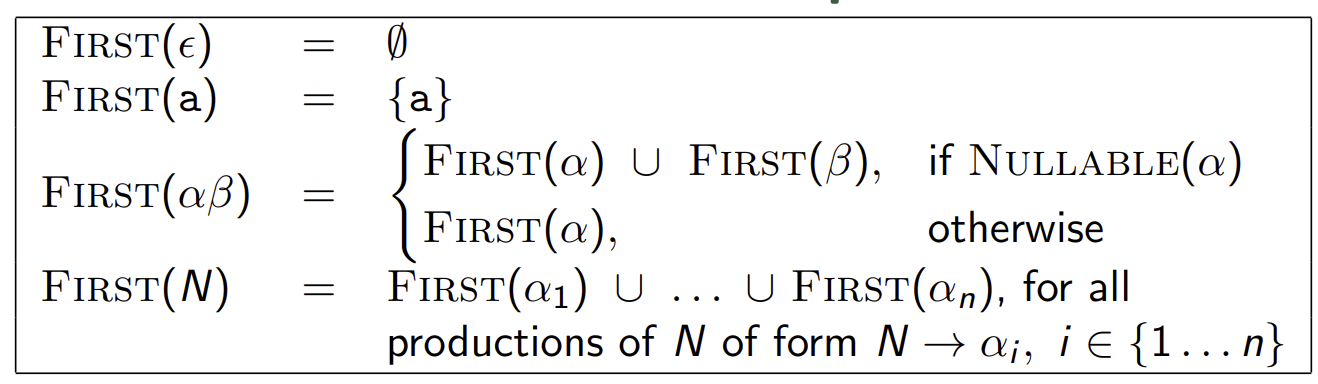 FIRST(ϵ) = ∅
FIRST(a) = {a}
FIRST(αβ) = { FIRST(α) ∪ FIRST(β), if NULLABLE(α)
FIRST(α), otherwise
FIRST(N) = FIRST(α₁) ∪ … ∪ FIRST(αₙ), for all
productions of N of form N → αᵢ, i ∈ {1…n}